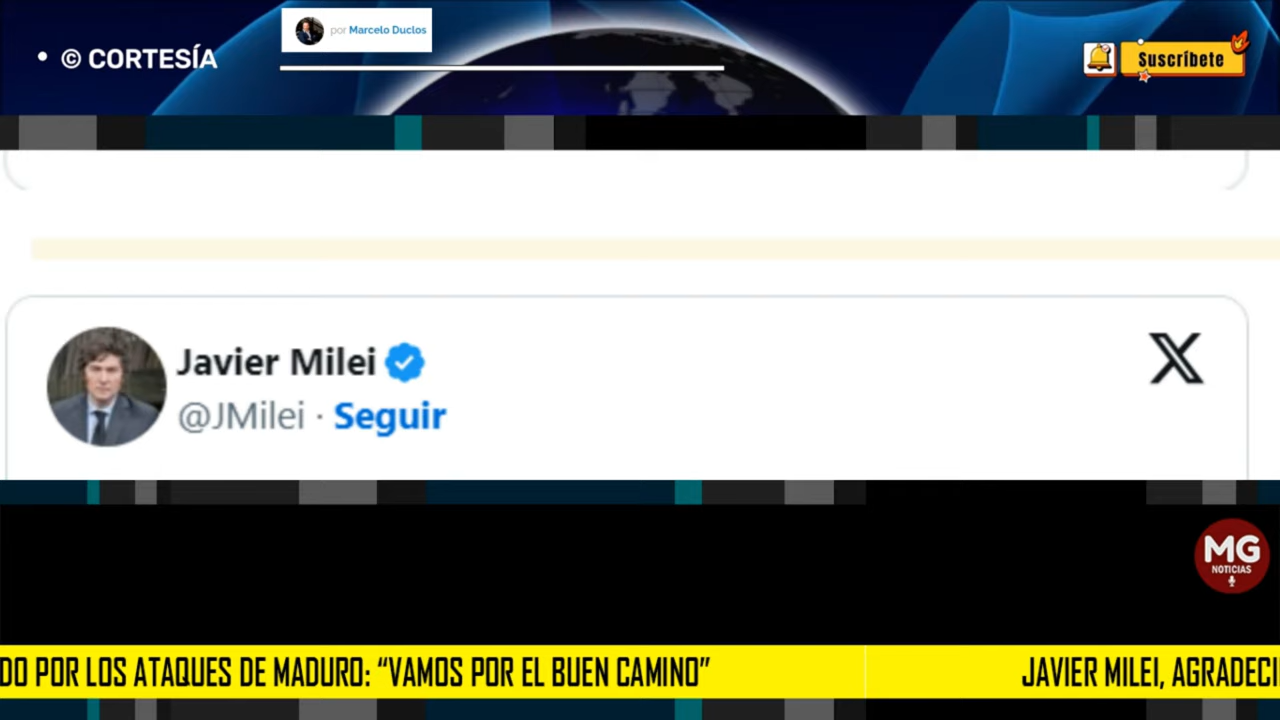 • © CORTESÍA
por Marcelo Duclos
Suscríbete
Javier Milei
@JMilei · Seguir
MG
NOTICIAS
DO POR LOS ATAQUES DE MADURO: “VAMOS POR EL BUEN CAMINO” JAVIER MILEI, AGRADECI